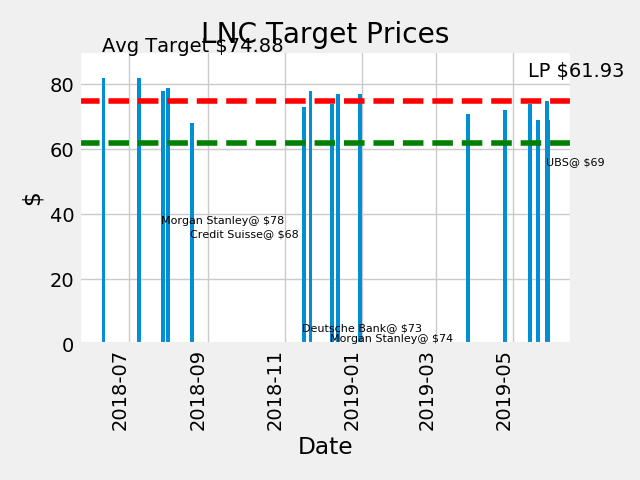 LNC Target Prices
Avg Target $74.88
LP $61.93
80
60
40
20
0
$
UBS@ $69
Morgan Stanley@ $78
Credit Suisse@ $68
Deutsche Bank@ $73
Morgan Stanley@ $74
2018-07
2018-09
2018-11
2019-01
2019-03
2019-05
Date